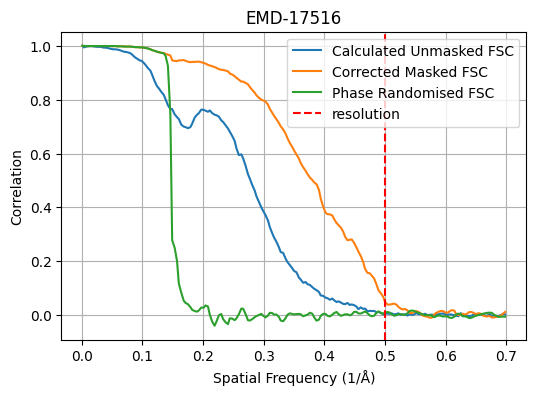 EMD-17516
Calculated Unmasked FSC
Corrected Masked FSC
Phase Randomised FSC
resolution
Correlation
1.0
0.8
0.6
0.4
0.2
0.0
0.0 0.1 0.2 0.3 0.4 0.5 0.6 0.7
Spatial Frequency (1/Å)